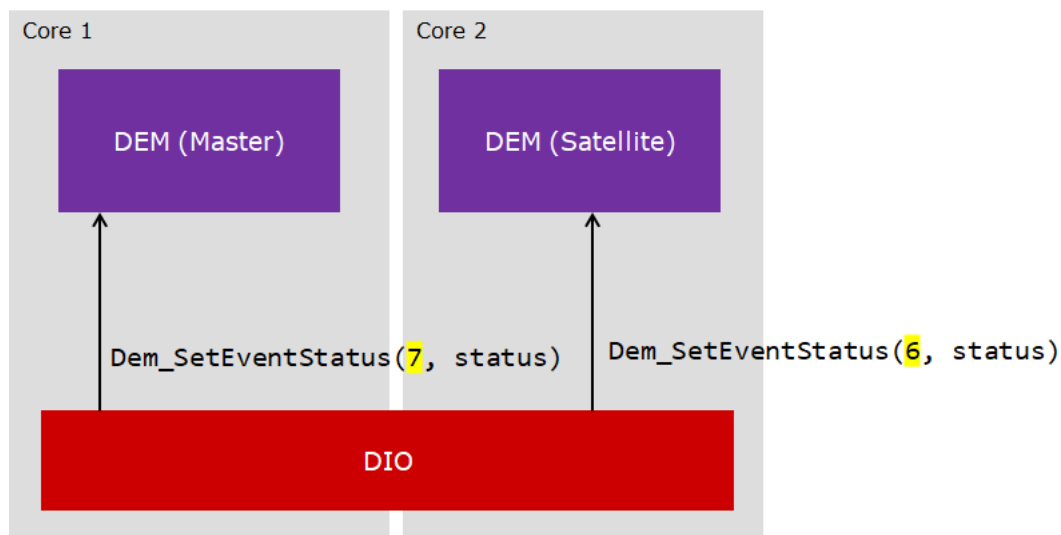 Core 1
Core 2
DEM (Master)
DEM (Satellite)
Dem_SetEventStatus(7, status)
Dem_SetEventStatus(6, status)
DIO